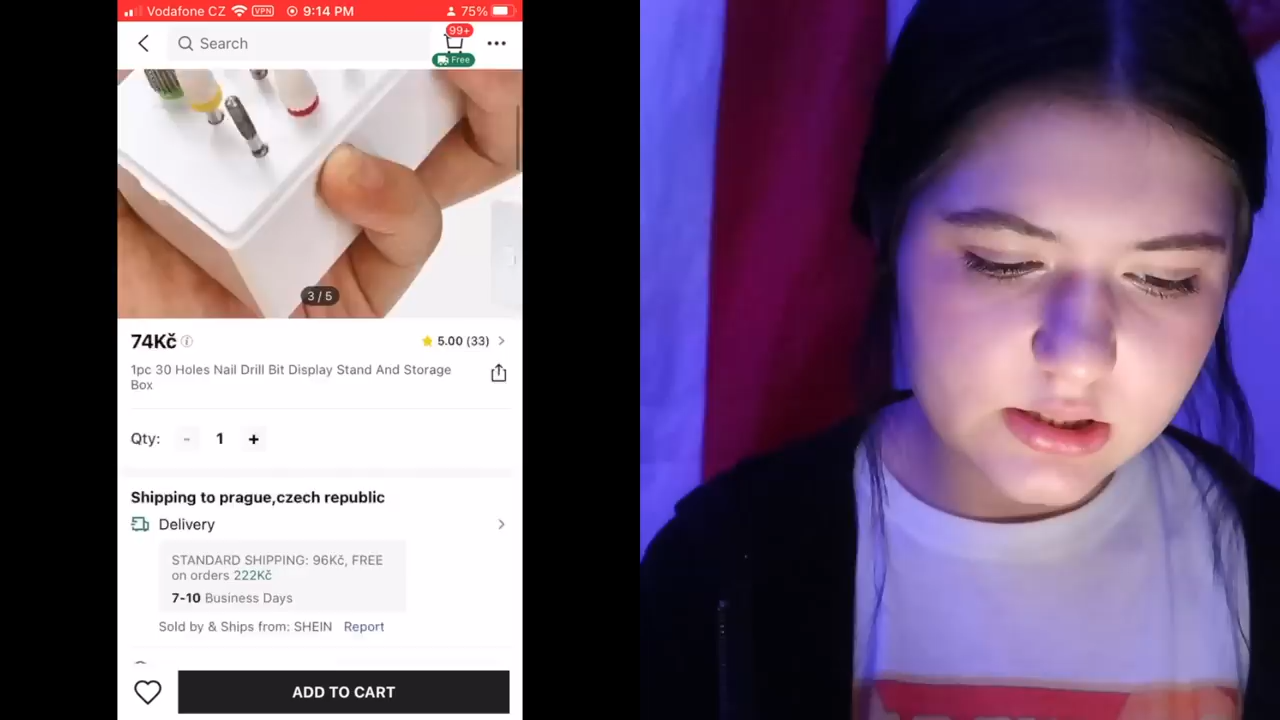 Vodafone CZ VPN 9:14 PM 75%
Search
99+
Free
3 / 5
74Kč
5.00 (33)
1pc 30 Holes Nail Drill Bit Display Stand And Storage
Box
Qty: - 1 +
Shipping to prague,czech republic
Delivery
STANDARD SHIPPING: 96Kč, FREE
on orders 222Kč
7-10 Business Days
Sold by & Ships from: SHEIN Report
ADD TO CART